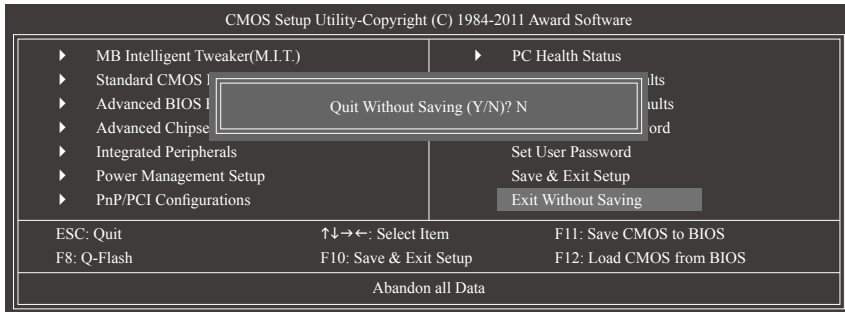 CMOS Setup Utility-Copyright (C) 1984-2011 Award Software
MB Intelligent Tweaker(M.I.T.)
Standard CMOS
Advanced BIOS
Advanced
Integrated Peripherals
Power Management Setup
PnP/PCI Configurations
PC Health Status
Set User Password
Save & Exit Setup
Exit Without Saving
Quit Without Saving (Y/N)? N
ESC: Quit ↑↓→←: Select Item F11: Save CMOS to BIOS
F8: Q-Flash F10: Save & Exit Setup F12: Load CMOS from BIOS
Abandon all Data